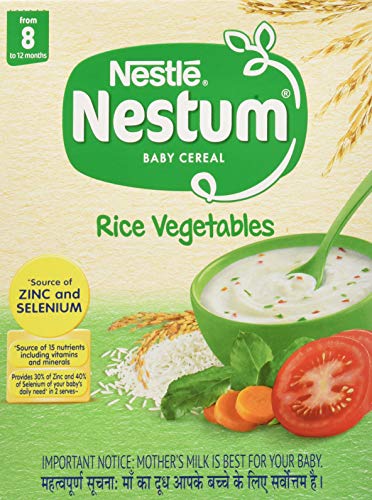 from
8
to 12 months
Nestlé®
Nestum®
BABY CEREAL
Rice Vegetables
*Source of
ZINC and
SELENIUM
*Source of 15 nutrients
including vitamins
and minerals
Provides 30% of Zinc and 40%
of Selenium of your baby's
daily need^ in 2 serves~
IMPORTANT NOTICE: MOTHER'S MILK IS BEST FOR YOUR BABY.
महत्वपूर्ण सूचना: माँ का दूध आपके बच्चे के लिए सर्वोत्तम है।